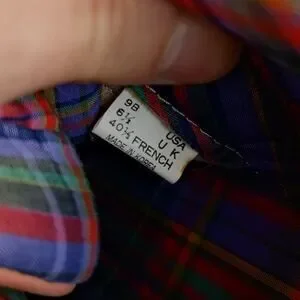 9B USA
6½ U K
40½ FRENCH
MADE IN KOREA